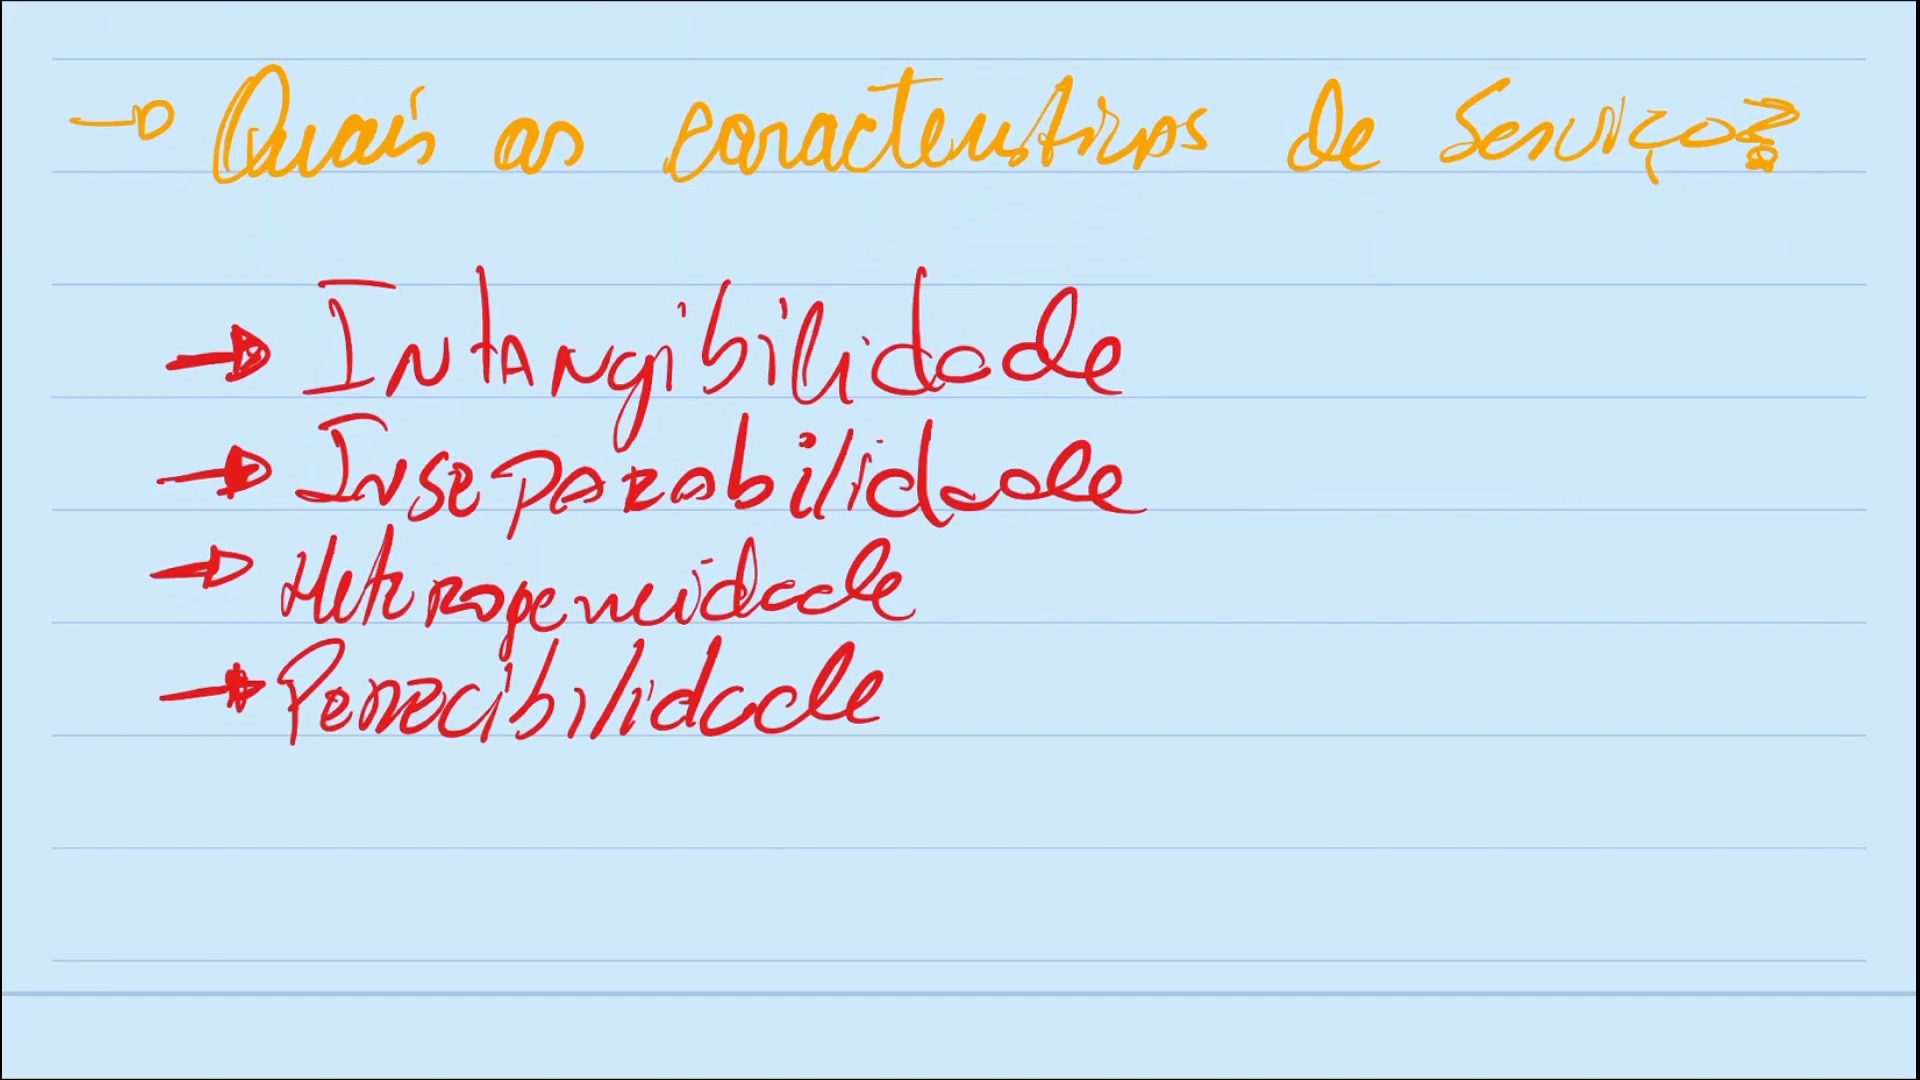 → Quais as características de Serviços?
→ Intangibilidade
→ Inseparabilidade
→ Heterogeneidade
→ Perecibilidade